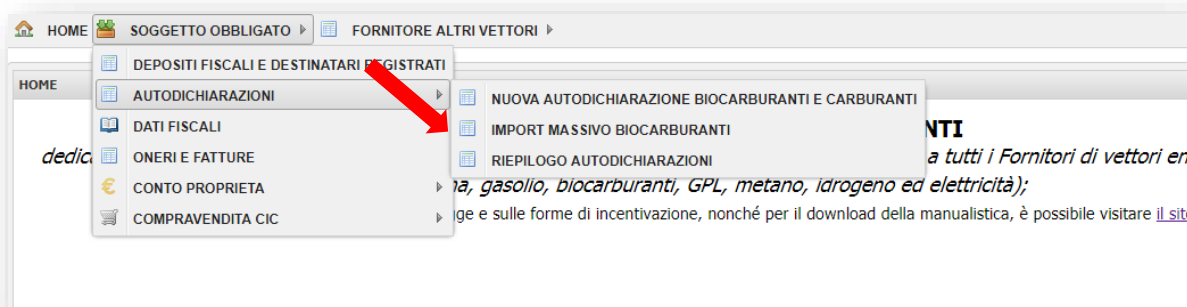 HOME SOGGETTO OBBLIGATO FORNITORE ALTRI VETTORI
DEPOSITI FISCALI E DESTINATARI REGISTRATI
HOME
AUTODICHIARAZIONI
NUOVA AUTODICHIARAZIONE BIOCARBURANTI E CARBURANTI
DATI FISCALI
IMPORT MASSIVO BIOCARBURANTI
NTI
dedica
ONERI E FATTURE
RIEPILOGO AUTODICHIARAZIONI
a tutti i Fornitori di vettori en
CONTO PROPRIETA
na, gasolio, biocarburanti, GPL, metano, idrogeno ed elettricità);
COMPRAVENDITA CIC
ge e sulle forme di incentivazione, nonché per il download della manualistica, è possibile visitare il sit